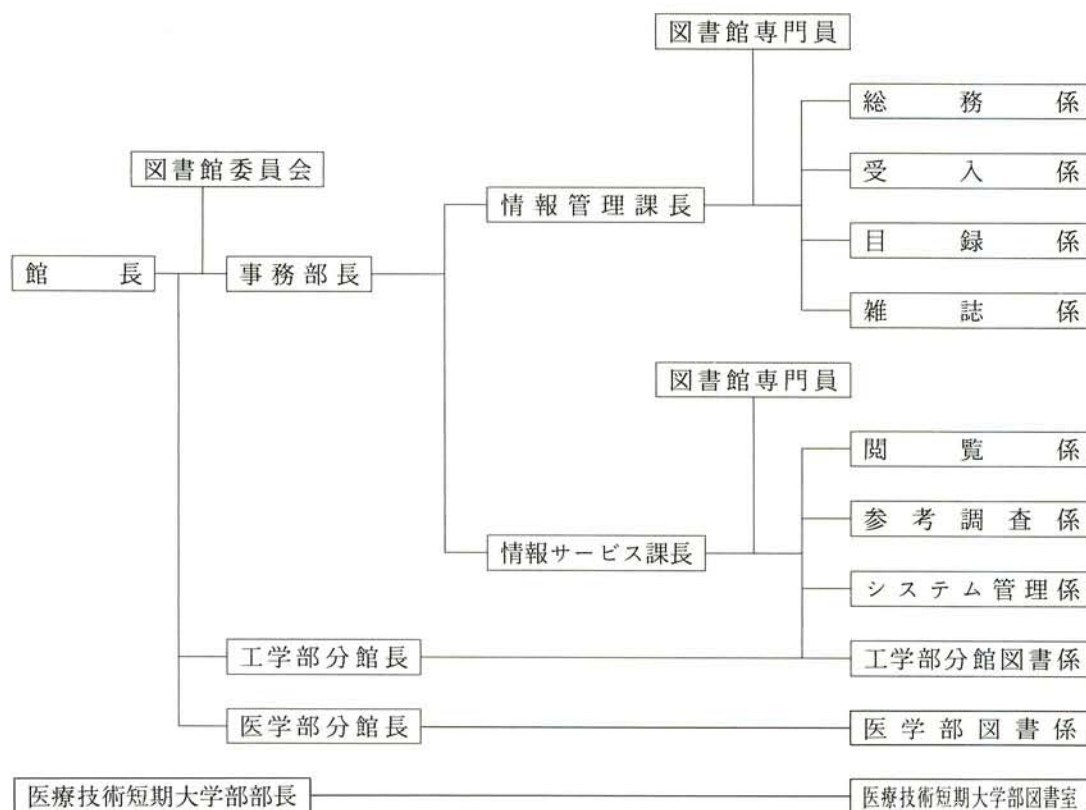 図書館専門員
総務係
図書館委員会
受入係
情報管理課長
目録係
館長
事務部長
雑誌係
図書館専門員
閲覧係
参考調査係
情報サービス課長
システム管理係
工学部分館長
工学部分館図書係
医学部分館長
医学部図書係
医療技術短期大学部部長
医療技術短期大学部図書室